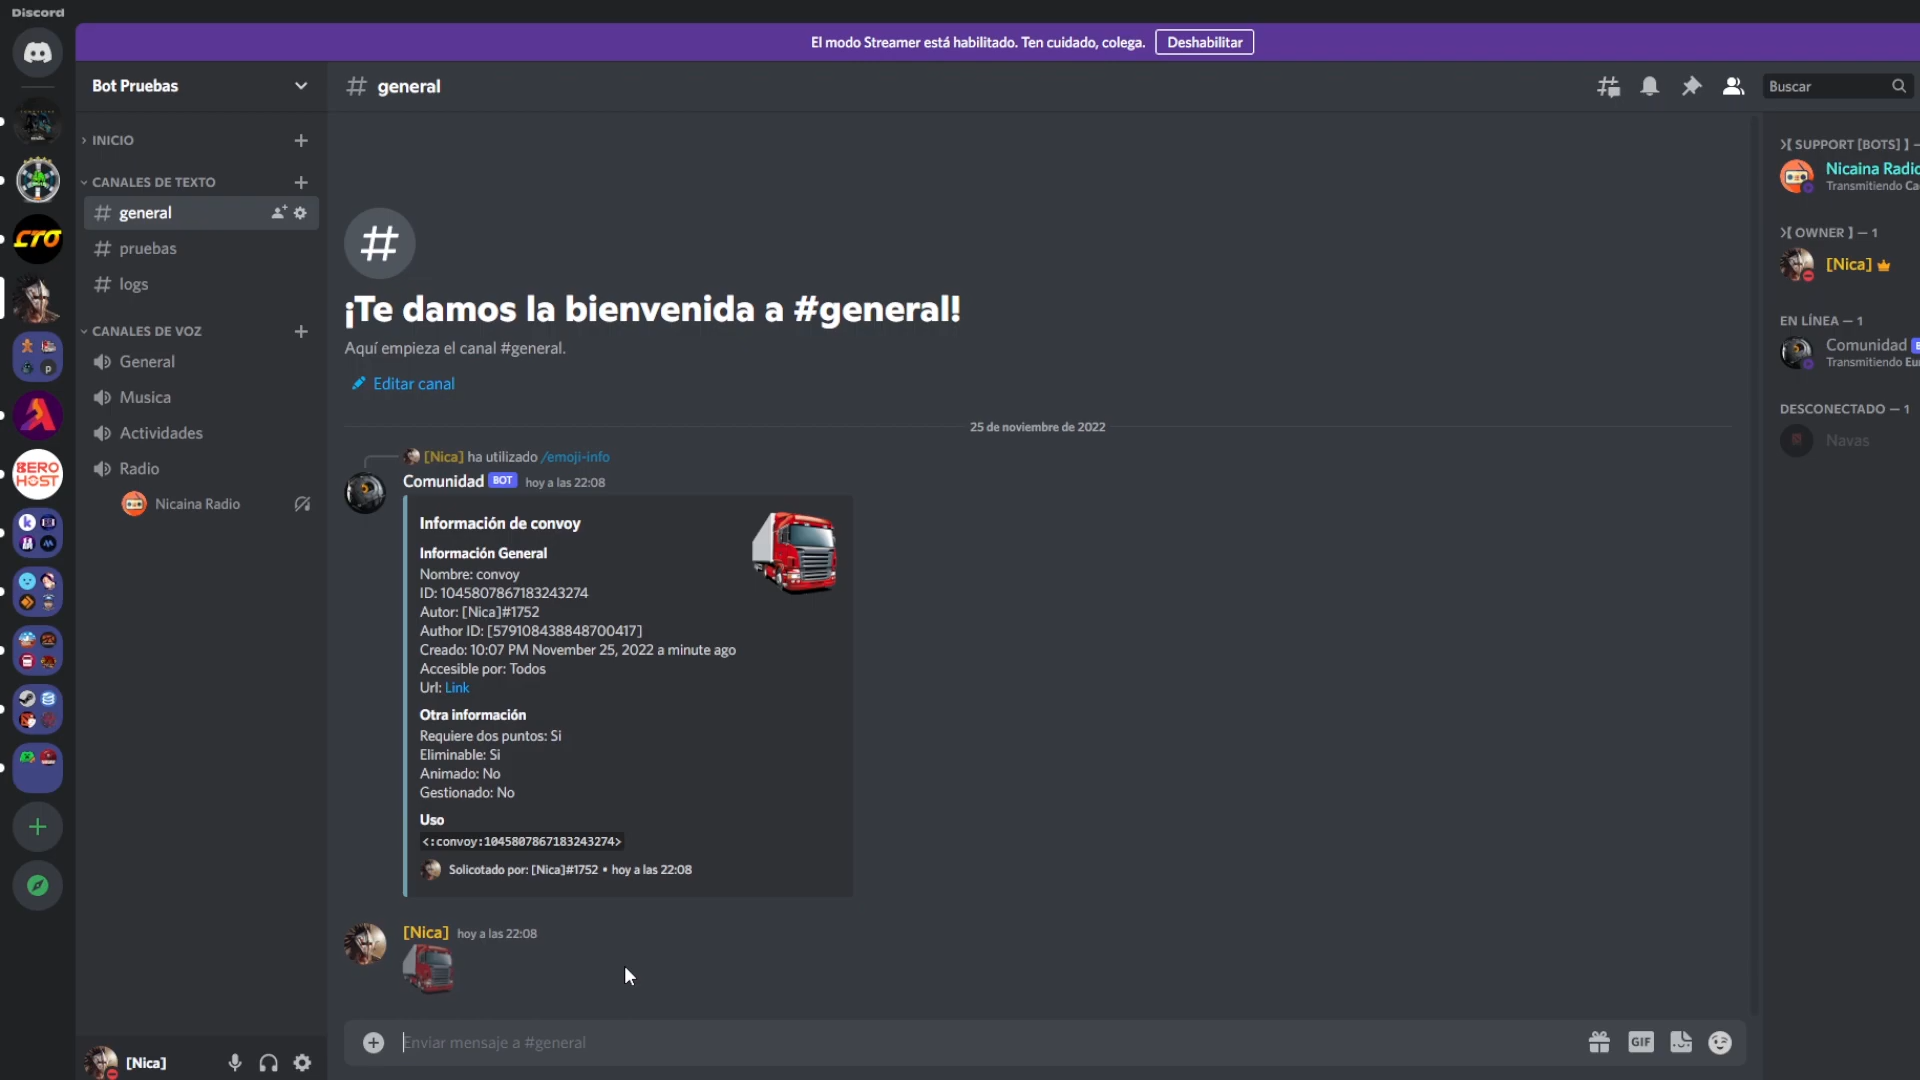 Discord
El modo Streamer está habilitado. Ten cuidado, colega.
Deshabilitar
Bot Pruebas
INICIO
CANALES DE TEXTO
general
pruebas
logs
CANALES DE VOZ
General
Musica
Actividades
Radio
Nicaina Radio
CTO
BERO
HOST
[Nica]
general
Buscar
¡Te damos la bienvenida a #general!
Aquí empieza el canal #general.
Editar canal
25 de noviembre de 2022
[Nica] ha utilizado /emoji-info
Comunidad BOT hoy a las 22:08
Información de convoy
Información General
Nombre: convoy
ID: 1045807867183243274
Autor: [Nica]#1752
Author ID: [579108438848700417]
Creado: 10:07 PM November 25, 2022 a minute ago
Accesible por: Todos
Url: Link
Otra información
Requiere dos puntos: Si
Eliminable: Si
Animado: No
Gestionado: No
Uso
<:convoy:1045807867183243274>
Solicotado por: [Nica]#1752 • hoy a las 22:08
[Nica] hoy a las 22:08
Enviar mensaje a #general
GIF
SUPPORT [BOTS] ] —
Nicaina Radio
Transmitiendo
OWNER ] — 1
[Nica]
EN LÍNEA — 1
Comunidad
Transmitiendo
DESCONECTADO — 1
Navas